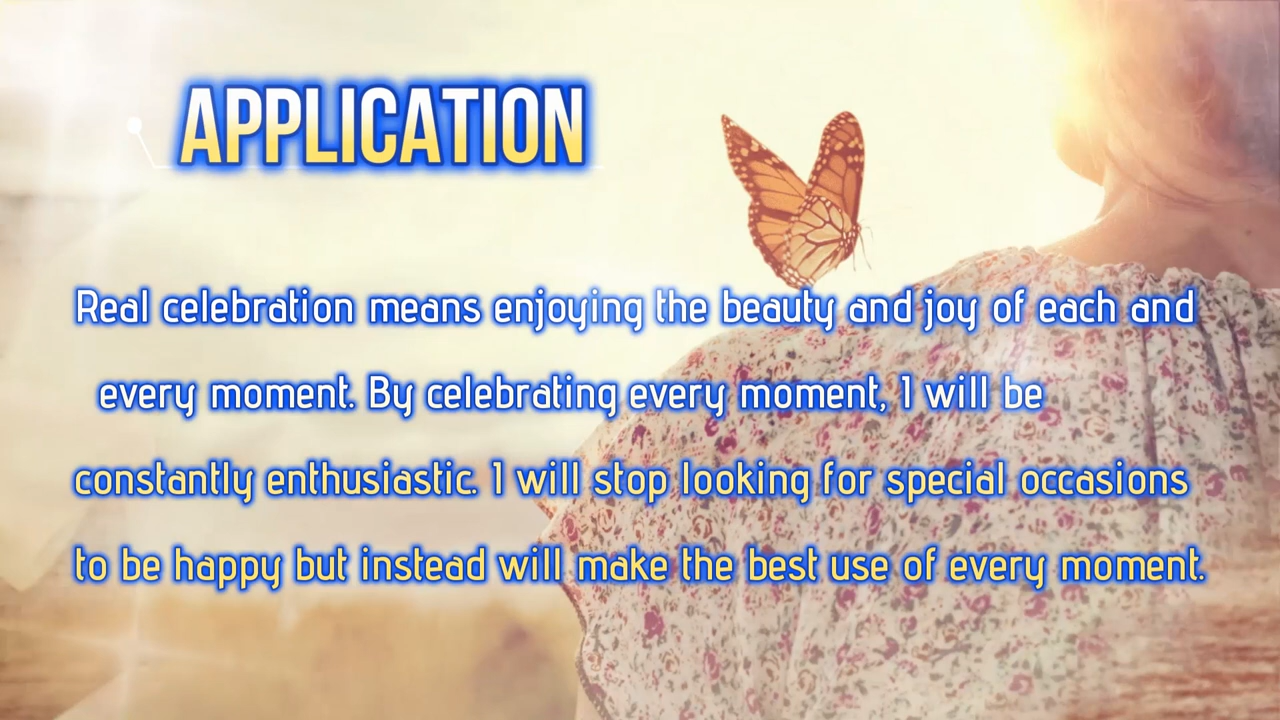 APPLICATION
Real celebration means enjoying the beauty and joy of each and
every moment. By celebrating every moment, I will be
constantly enthusiastic. I will stop looking for special occasions
to be happy but instead will make the best use of every moment.